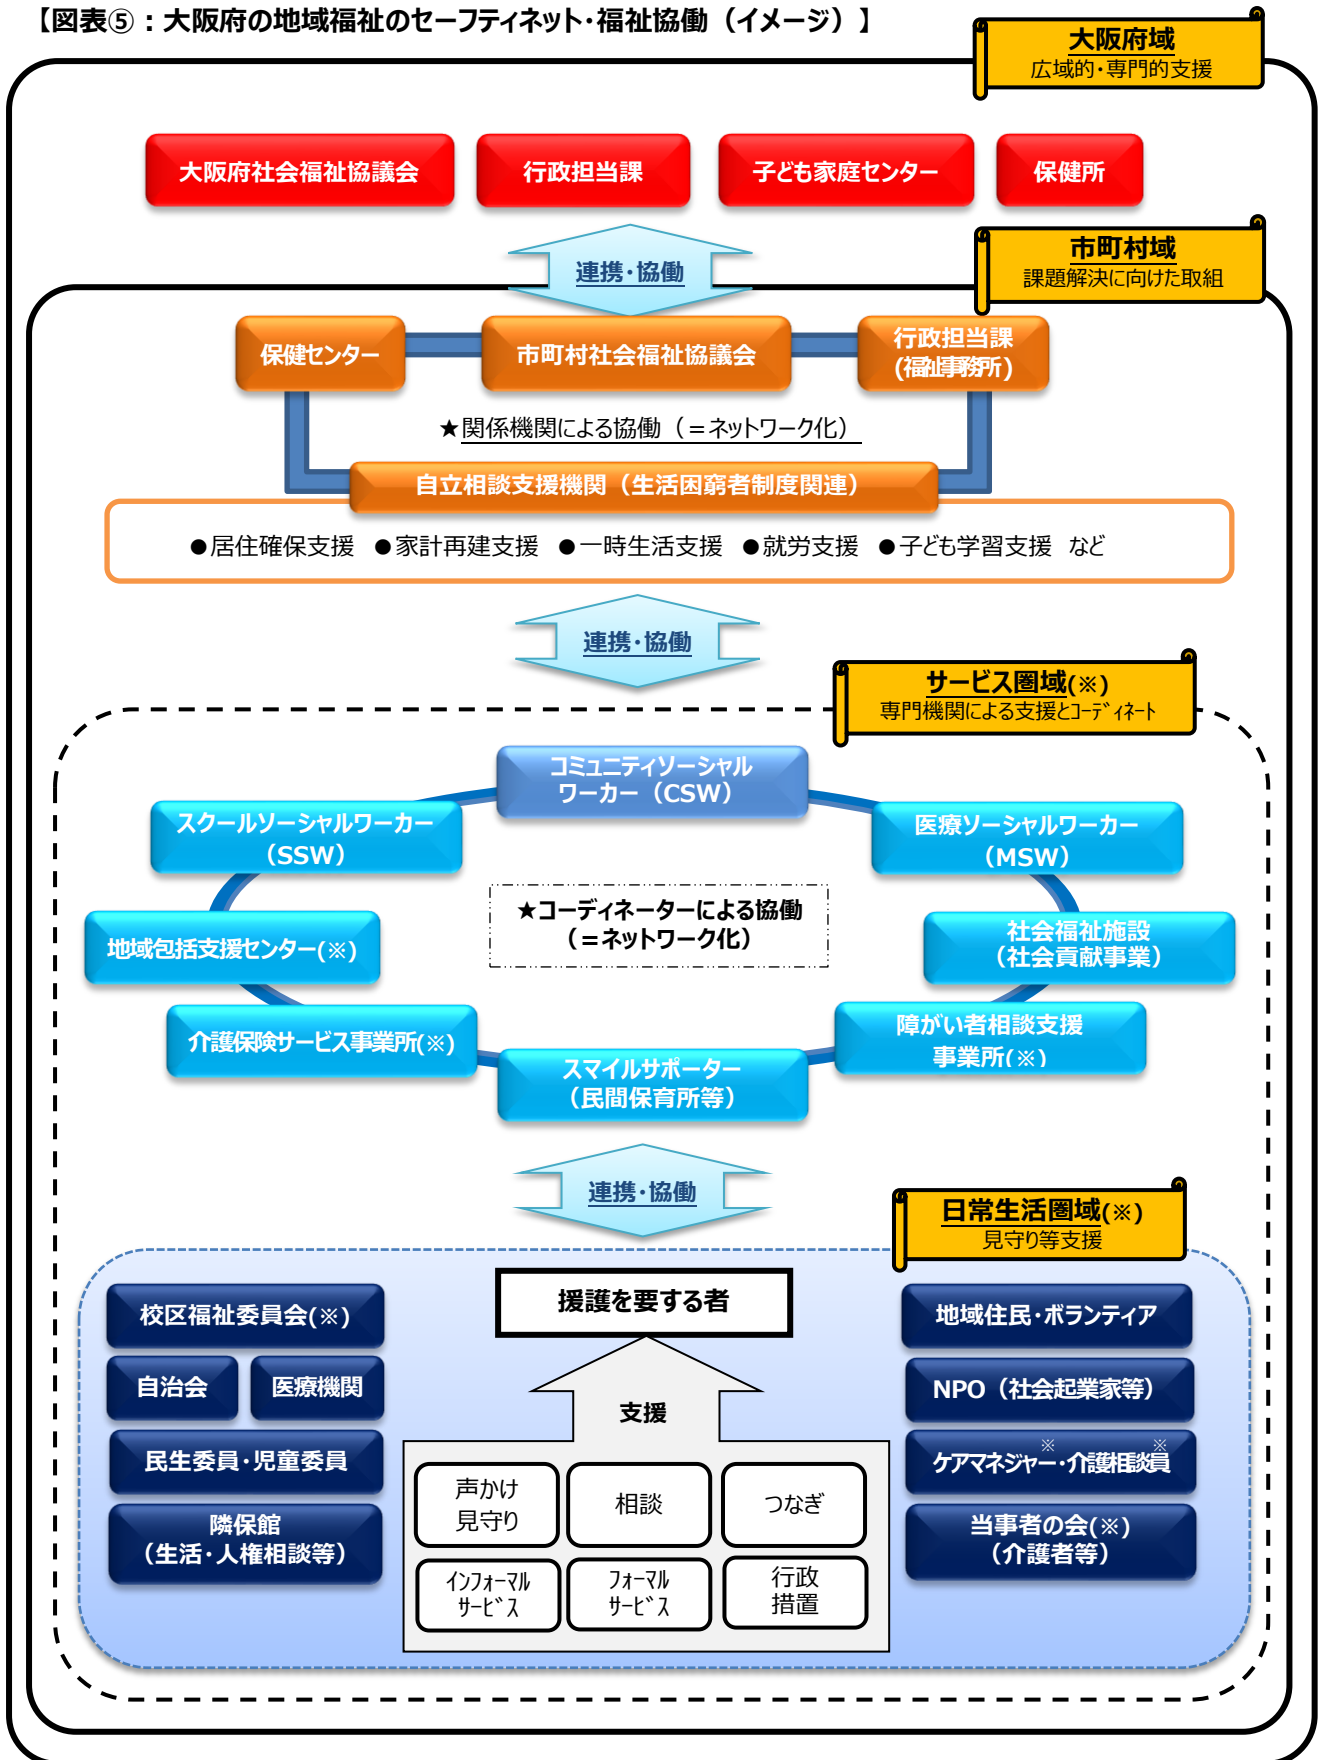 【図表⑤：大阪府の地域福祉のセーフティネット・福祉協働（イメージ）】
大阪府域
広域的・専門的支援
大阪府社会福祉協議会
行政担当課
子ども家庭センター
保健所
連携・協働
市町村域
課題解決に向けた取組
保健センター
市町村社会福祉協議会
行政担当課
(福祉事務所)
★関係機関による協働（＝ネットワーク化）
自立相談支援機関（生活困窮者制度関連）
●居住確保支援　●家計再建支援　●一時生活支援　●就労支援　●子ども学習支援　など
連携・協働
サービス圏域(※)
専門機関による支援とｺｰﾃﾞｨﾈｰﾄ
コミュニティソーシャル
ワーカー（CSW）
スクールソーシャルワーカー
（SSW）
医療ソーシャルワーカー
（MSW）
★コーディネーターによる協働
（＝ネットワーク化）
地域包括支援センター(※)
社会福祉施設
（社会貢献事業）
介護保険サービス事業所(※)
障がい者相談支援
事業所(※)
スマイルサポーター
（民間保育所等）
連携・協働
日常生活圏域(※)
見守り等支援
援護を要する者
校区福祉委員会(※)
自治会
医療機関
民生委員・児童委員
隣保館
（生活・人権相談等）
地域住民・ボランティア
NPO（社会起業家等）
※　※
ケアマネジャー・介護相談員
当事者の会(※)
（介護者等）
支援
声かけ
見守り
相談
つなぎ
ｲﾝﾌｫｰﾏﾙ
ｻｰﾋﾞｽ
ﾌｫｰﾏﾙ
ｻｰﾋﾞｽ
行政
措置